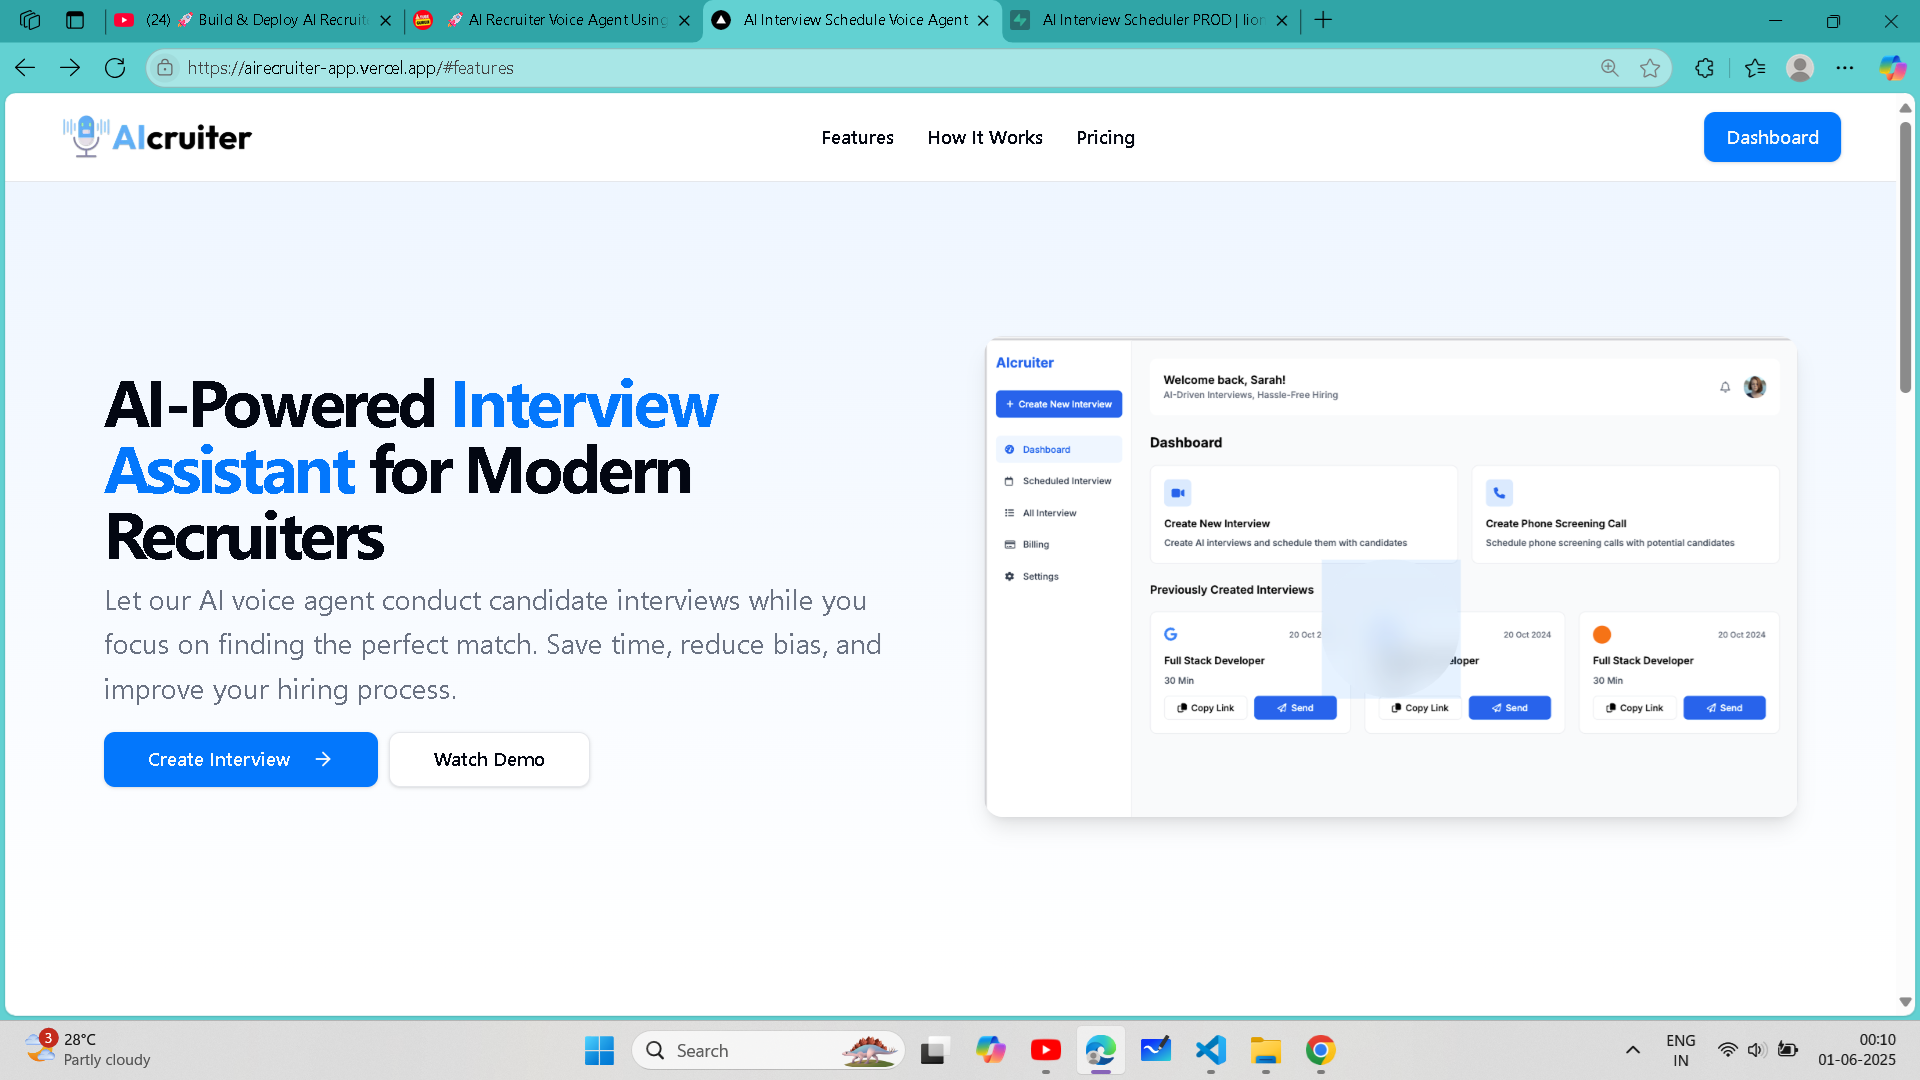 (24) 🚀 Build & Deploy AI Recruit
🚀 AI Recruiter Voice Agent Using
AI Interview Schedule Voice Agent
AI Interview Scheduler PROD | lior
https://airecruiter-app.vercel.app/#features
AIcruiter
Features
How It Works
Pricing
Dashboard
AI-Powered Interview
Assistant for Modern
Recruiters
Let our AI voice agent conduct candidate interviews while you
focus on finding the perfect match. Save time, reduce bias, and
improve your hiring process.
Create Interview →
Watch Demo
AIcruiter
+ Create New Interview
Dashboard
Scheduled Interview
All Interview
Billing
Settings
Welcome back, Sarah!
AI-Driven Interviews, Hassle-Free Hiring
Dashboard
Create New Interview
Create AI interviews and schedule them with candidates
Create Phone Screening Call
Schedule phone screening calls with potential candidates
Previously Created Interviews
G
20 Oct 2
Full Stack Developer
30 Min
Copy Link
Send
20 Oct 2024
eloper
Copy Link
Send
20 Oct 2024
Full Stack Developer
30 Min
Copy Link
Send
3
28°C
Partly cloudy
Search
ENG
IN
00:10
01-06-2025